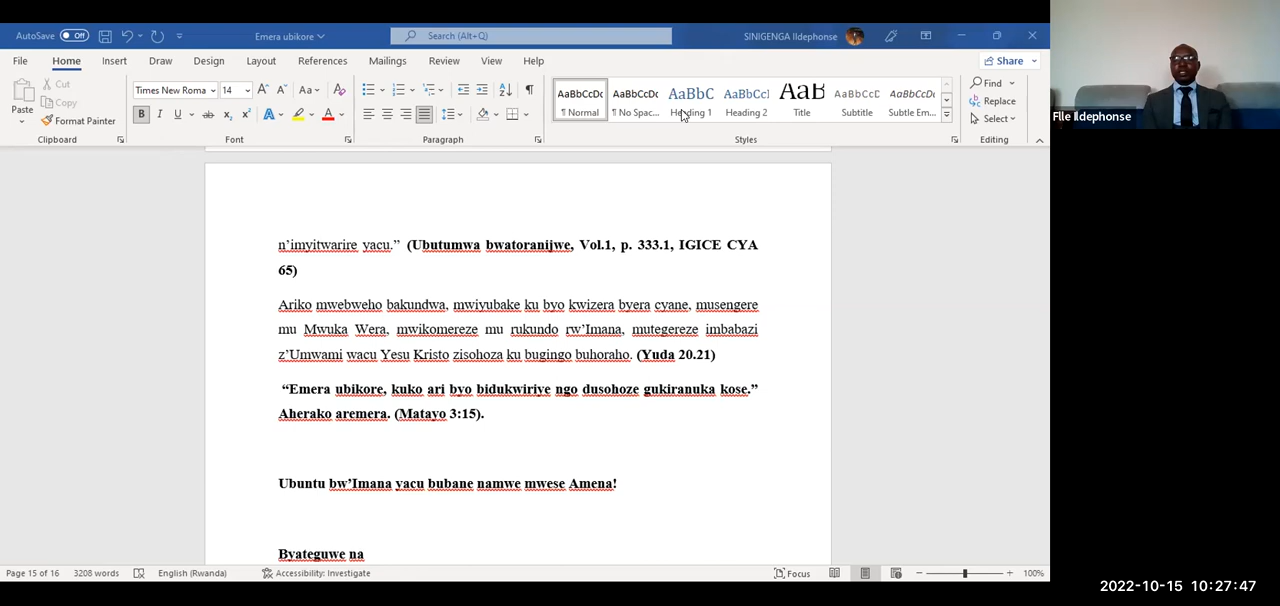 AutoSave Off Emera ubikore Search (Alt+Q) SINIGENGA Ildephonse
File Home Insert Draw Design Layout References Mailings Review View Help Share
Paste Cut Copy Format Painter
Times New Roma 14
AaBbCcDc AaBbCcDc AaBbC AaBbCcI AaB AaBbCcD AaBbCcDc
¶ Normal ¶ No Spac... Heading 1 Heading 2 Title Subtitle Subtle Em...
Find Replace Select
Clipboard Font Paragraph Styles Editing
Flle Ildephonse
n’imyitwarire yacu.” (Ubutumwa bwatoranijwe, Vol.1, p. 333.1, IGICE CYA
65)
Ariko mwebweho bakundwa, mwiyubake ku byo kwizera byera cyane, musengere
mu Mwuka Wera, mwikomereze mu rukundo rw’Imana, mutegereze imbabazi
z’Umwami wacu Yesu Kristo zisohoza ku bugingo buhoraho. (Yuda 20.21)
“Emera ubikore, kuko ari byo bidukwiriye ngo dusohoze gukiranuka kose.”
Aherako aremera. (Matayo 3:15).
Ubuntu bw’Imana yacu bubane namwe mwese Amena!
Byateguwe na
Page 15 of 16 3208 words English (Rwanda) Accessibility: Investigate Focus 100%
2022-10-15 10:27:47